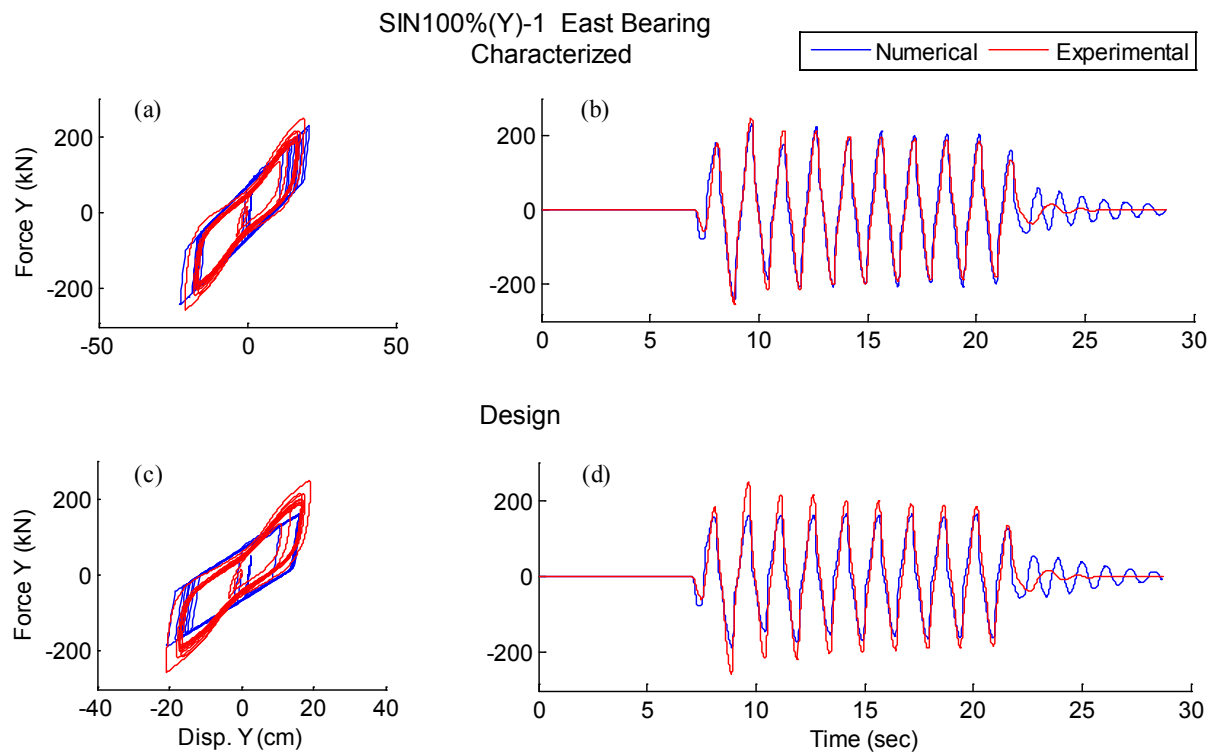 SIN100%(Y)-1 East Bearing
Characterized
Numerical Experimental
(a)
Force Y (kN)
200
0
-200
-50 0 50
(b)
200
0
-200
0 5 10 15 20 25 30
Design
(c)
Force Y (kN)
200
0
-200
-40 -20 0 20 40
Disp. Y (cm)
(d)
200
0
-200
0 5 10 15 20 25 30
Time (sec)